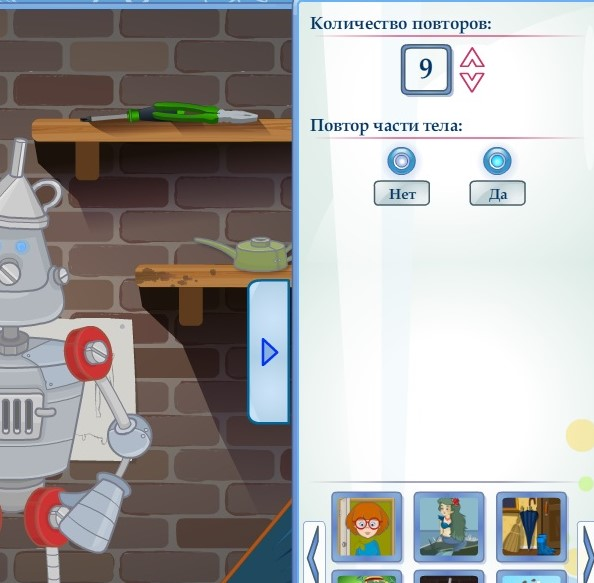 Количество повторов:
9
Повтор части тела:
Нет
Да